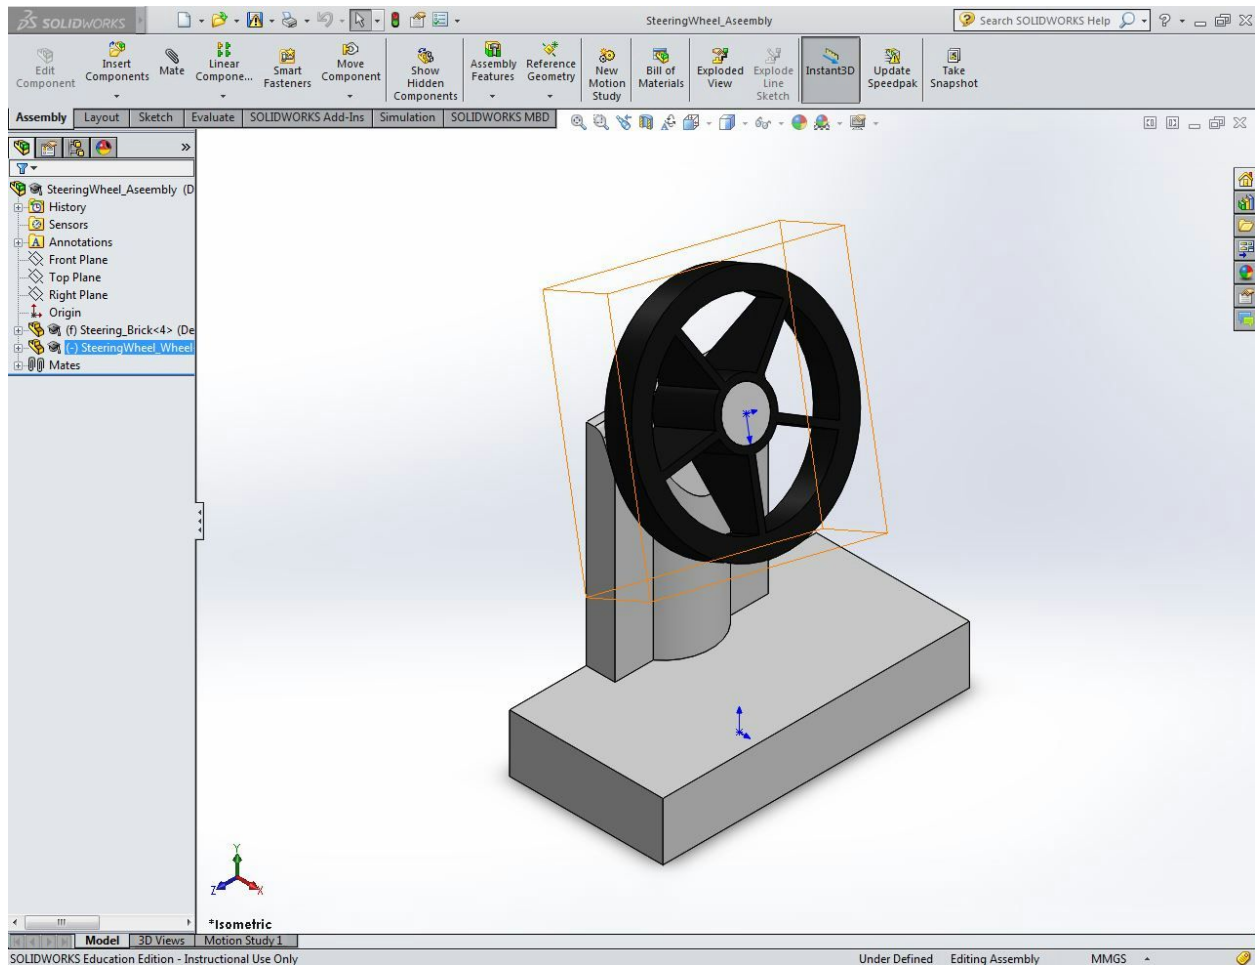 SOLIDWORKS
SteeringWheel_Aseembly
Search SOLIDWORKS Help
Edit Component
Insert Components
Mate
Linear Compone...
Smart Fasteners
Move Component
Show Hidden Components
Assembly Features
Reference Geometry
New Motion Study
Bill of Materials
Exploded View
Explode Line Sketch
Instant3D
Update Speedpak
Take Snapshot
Assembly Layout Sketch Evaluate SOLIDWORKS Add-Ins Simulation SOLIDWORKS MBD
SteeringWheel_Aseembly (D
History
Sensors
A Annotations
Front Plane
Top Plane
Right Plane
Origin
(f) Steering_Brick<4> (De
(-) SteeringWheel_Wheel
Mates
Y
Z X
*Isometric
Model 3D Views Motion Study 1
SOLIDWORKS Education Edition - Instructional Use Only
Under Defined Editing Assembly MMGS